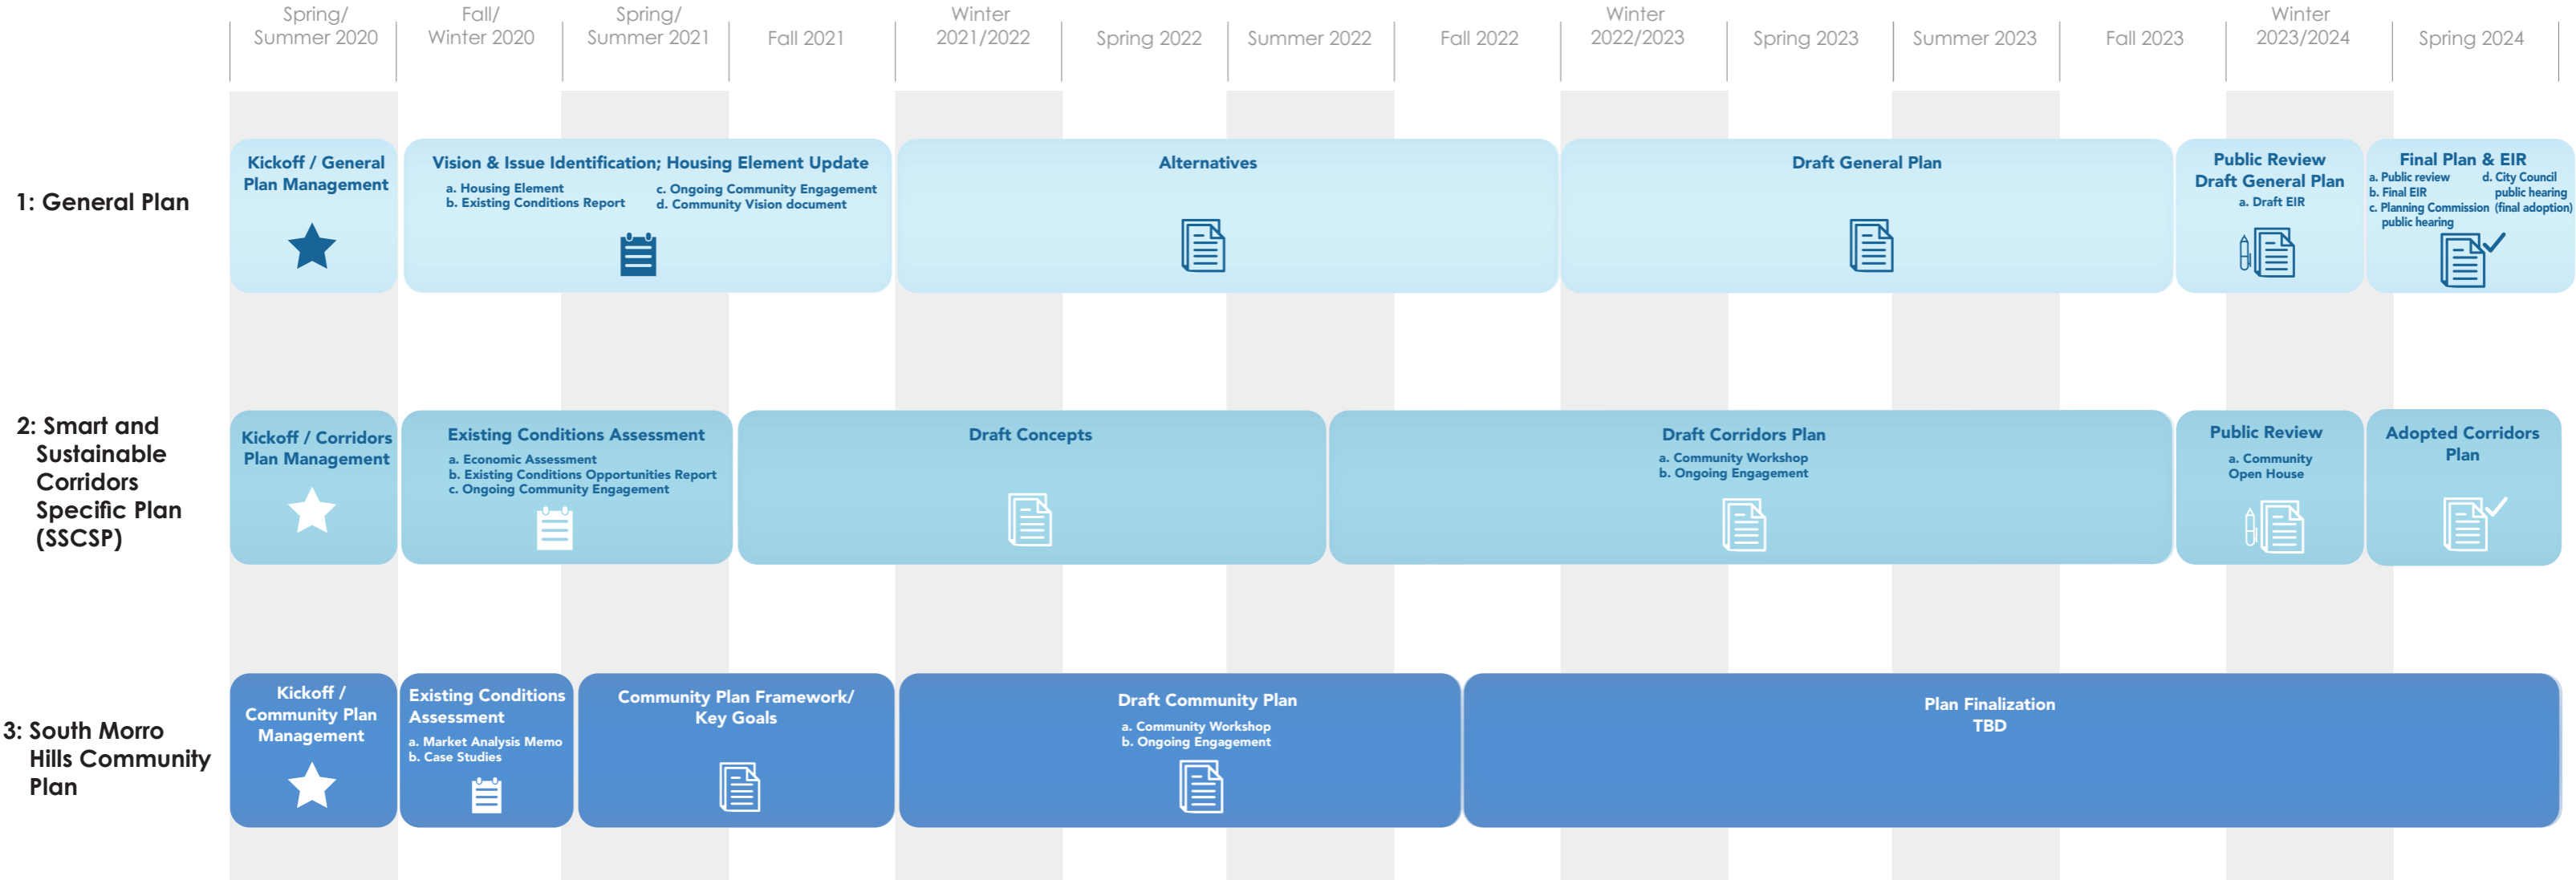 Spring/
Summer 2020
Fall/
Winter 2020
Spring/
Summer 2021
Fall 2021
Winter
2021/2022
Spring 2022
Summer 2022
Fall 2022
Winter
2022/2023
Spring 2023
Summer 2023
Fall 2023
Winter
2023/2024
Spring 2024
1: General Plan
Kickoff / General
Plan Management
Vision & Issue Identification; Housing Element Update
a. Housing Element
b. Existing Conditions Report
c. Ongoing Community Engagement
d. Community Vision document
Alternatives
Draft General Plan
Public Review
Draft General Plan
a. Draft EIR
Final Plan & EIR
a. Public review
b. Final EIR
c. Planning Commission
public hearing
d. City Council
public hearing
(final adoption)
2: Smart and
Sustainable
Corridors
Specific Plan
(SSCSP)
Kickoff / Corridors
Plan Management
Existing Conditions Assessment
a. Economic Assessment
b. Existing Conditions Opportunities Report
c. Ongoing Community Engagement
Draft Concepts
Draft Corridors Plan
a. Community Workshop
b. Ongoing Engagement
Public Review
a. Community
Open House
Adopted Corridors
Plan
3: South Morro
Hills Community
Plan
Kickoff /
Community Plan
Management
Existing Conditions
Assessment
a. Market Analysis Memo
b. Case Studies
Community Plan Framework/
Key Goals
Draft Community Plan
a. Community Workshop
b. Ongoing Engagement
Plan Finalization
TBD